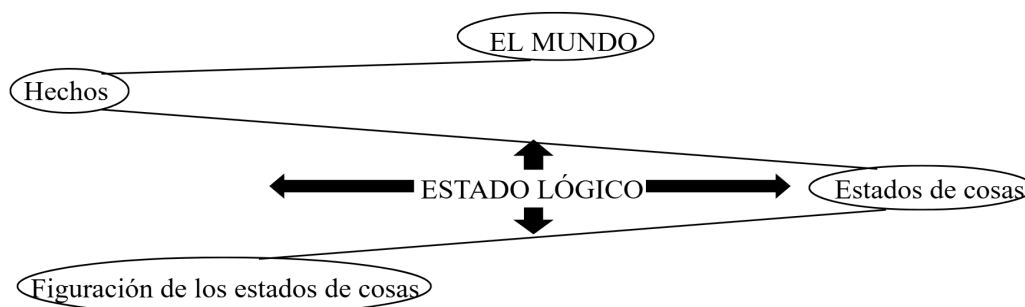 EL MUNDO
Hechos
ESTADO LÓGICO
Estados de cosas
Figuración de los estados de cosas